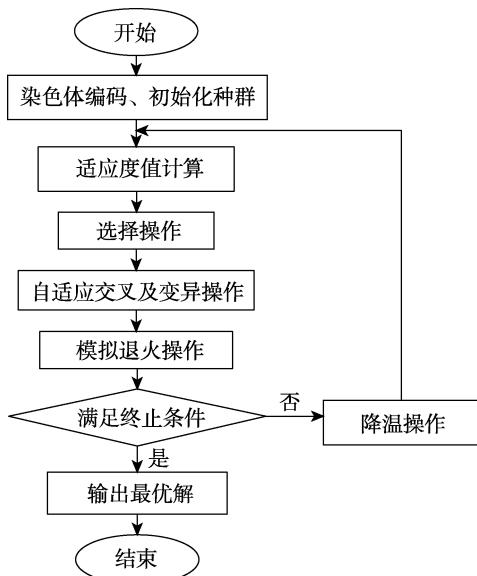 开始
染色体编码、初始化种群
适应度值计算
选择操作
自适应交叉及变异操作
模拟退火操作
满足终止条件
否
降温操作
是
输出最优解
结束